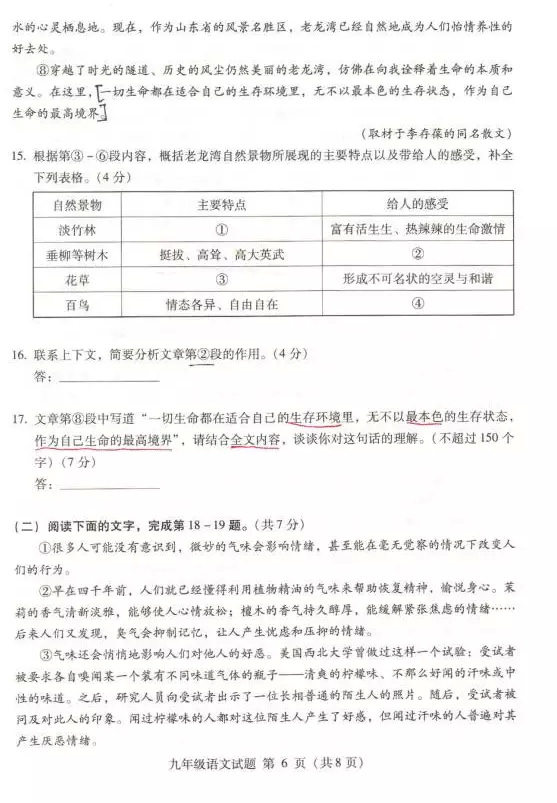 水的心灵栖息地。现在，作为山东省的风景名胜区，老龙湾已经自然地成为人们怡情养性的
好去处。
⑧穿越了时光的隧道、历史的风尘仍然美丽的老龙湾，仿佛在向我诠释着生命的本质和
意义。在这里，一切生命都在适合自己的生存环境里，无不以最本色的生存状态，作为自己
生命的最高境界。
（取材于李存葆的同名散文）
15. 根据第③－⑥段内容，概括老龙湾自然景物所展现的主要特点以及带给人的感受，补全
下列表格。（4 分）
自然景物 主要特点 给人的感受
淡竹林 ① 富有活生生、热辣辣的生命激情
垂柳等树木 挺拔、高耸、高大英武 ②
花草 ③ 形成不可名状的空灵与和谐
百鸟 情态各异、自由自在 ④
16. 联系上下文，简要分析文章第②段的作用。（4 分）
答：
17. 文章第⑧段中写道“一切生命都在适合自己的生存环境里，无不以最本色的生存状态，
作为自己生命的最高境界”，请结合全文内容，谈谈你对这句话的理解。（不超过 150 个
字）（7 分）
答：
（二）阅读下面的文字，完成第 18－19 题。（共 7 分）
①很多人可能没有意识到，微妙的气味会影响情绪，甚至能在毫无觉察的情况下改变人
们的行为。
②早在四千年前，人们就已经懂得利用植物精油的气味来帮助恢复精神，愉悦身心。茉
莉的香气清新淡雅，能够使人心情放松；檀木的香气持久醇厚，能缓解紧张焦虑的情绪……
后来人们又发现，臭气会抑制记忆，让人产生忧虑和压抑的情绪。
③气味还会悄悄地影响人们对他人的好恶。美国西北大学曾做过这样一个试验：受试者
被要求各自嗅闻某一个装有不同味道气体的瓶子——清爽的柠檬味、不那么好闻的汗味或中
性的味道。之后，研究人员向受试者出示了一位长相普通的陌生人的照片。随后，受试者被
问及对此人的印象。闻过柠檬味的人都对这位陌生人产生了好感，但闻过汗味的人普遍对其
产生厌恶情绪。
九年级语文试题 第 6 页（共 8 页）